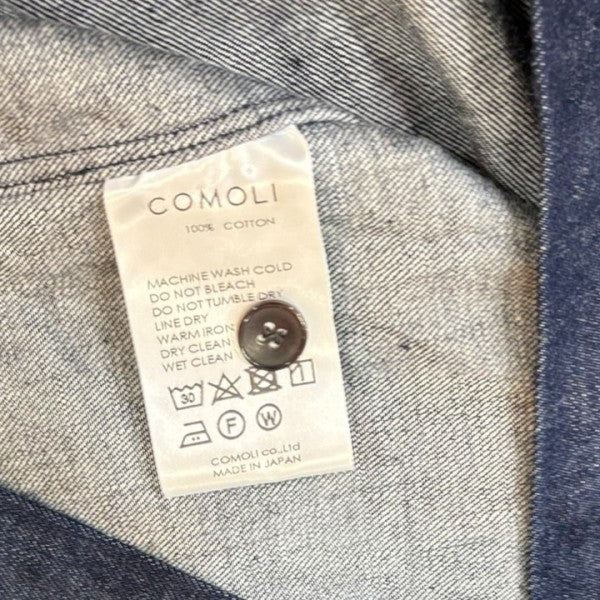 COMOLI
100% COTTON
MACHINE WASH COLD
DO NOT BLEACH
DO NOT TUMBLE DRY
LINE DRY
WARM IRON
DRY CLEAN
WET CLEAN
30
F W
COMOLI co.,Ltd
MADE IN JAPAN